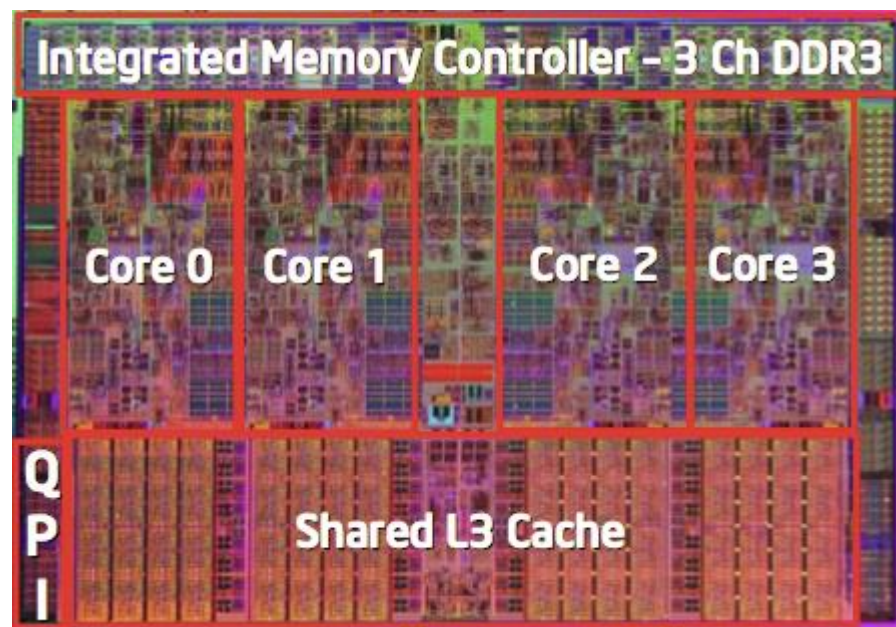 Integrated Memory Controller - 3 Ch DDR3
Core 0
Core 1
Core 2
Core 3
Q
P
I
Shared L3 Cache